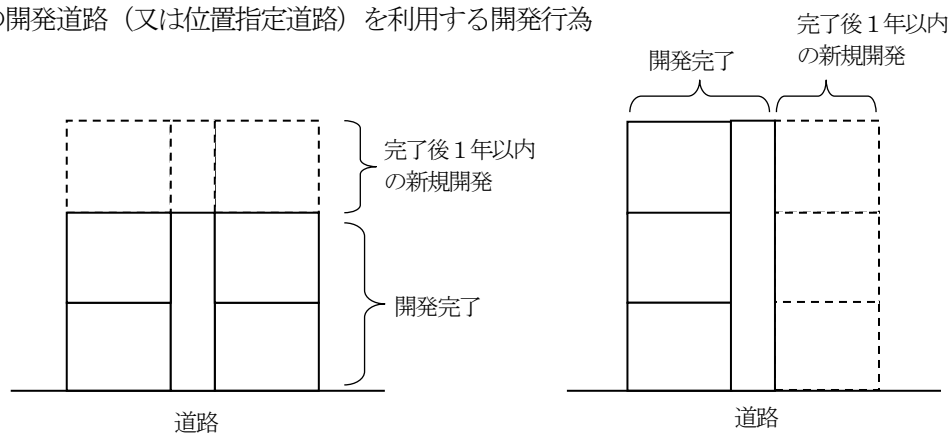 の開発道路（又は位置指定道路）を利用する開発行為
完了後１年以内
の新規開発
開発完了
道路
開発完了
完了後１年以内
の新規開発
道路